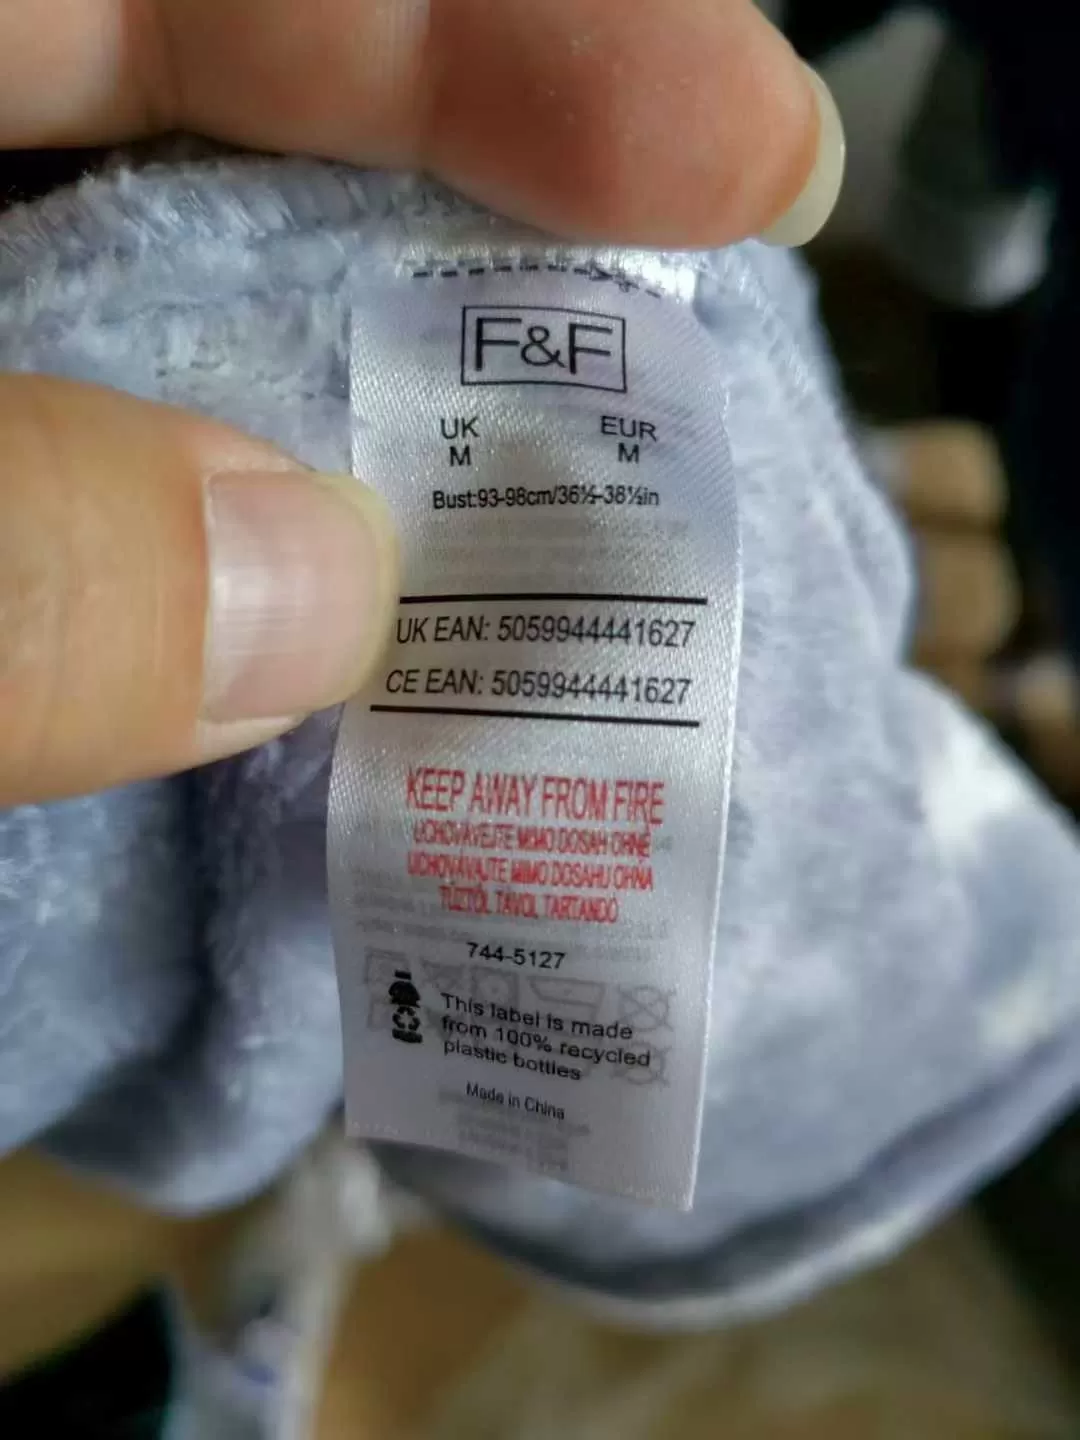 F&F
UK EUR
M M
Bust:93-98cm/36½-38½in
UK EAN: 5059944441627
CE EAN: 5059944441627
KEEP AWAY FROM FIRE
UCHOVÁVEJTE MIMO DOSAH OHNĚ
UCHOVÁVAJTE MIMO DOSAHU OHŇA
TŰZTŐL TÁVOL TARTANDÓ
744-5127
This label is made
from 100% recycled
plastic bottles
Made in China